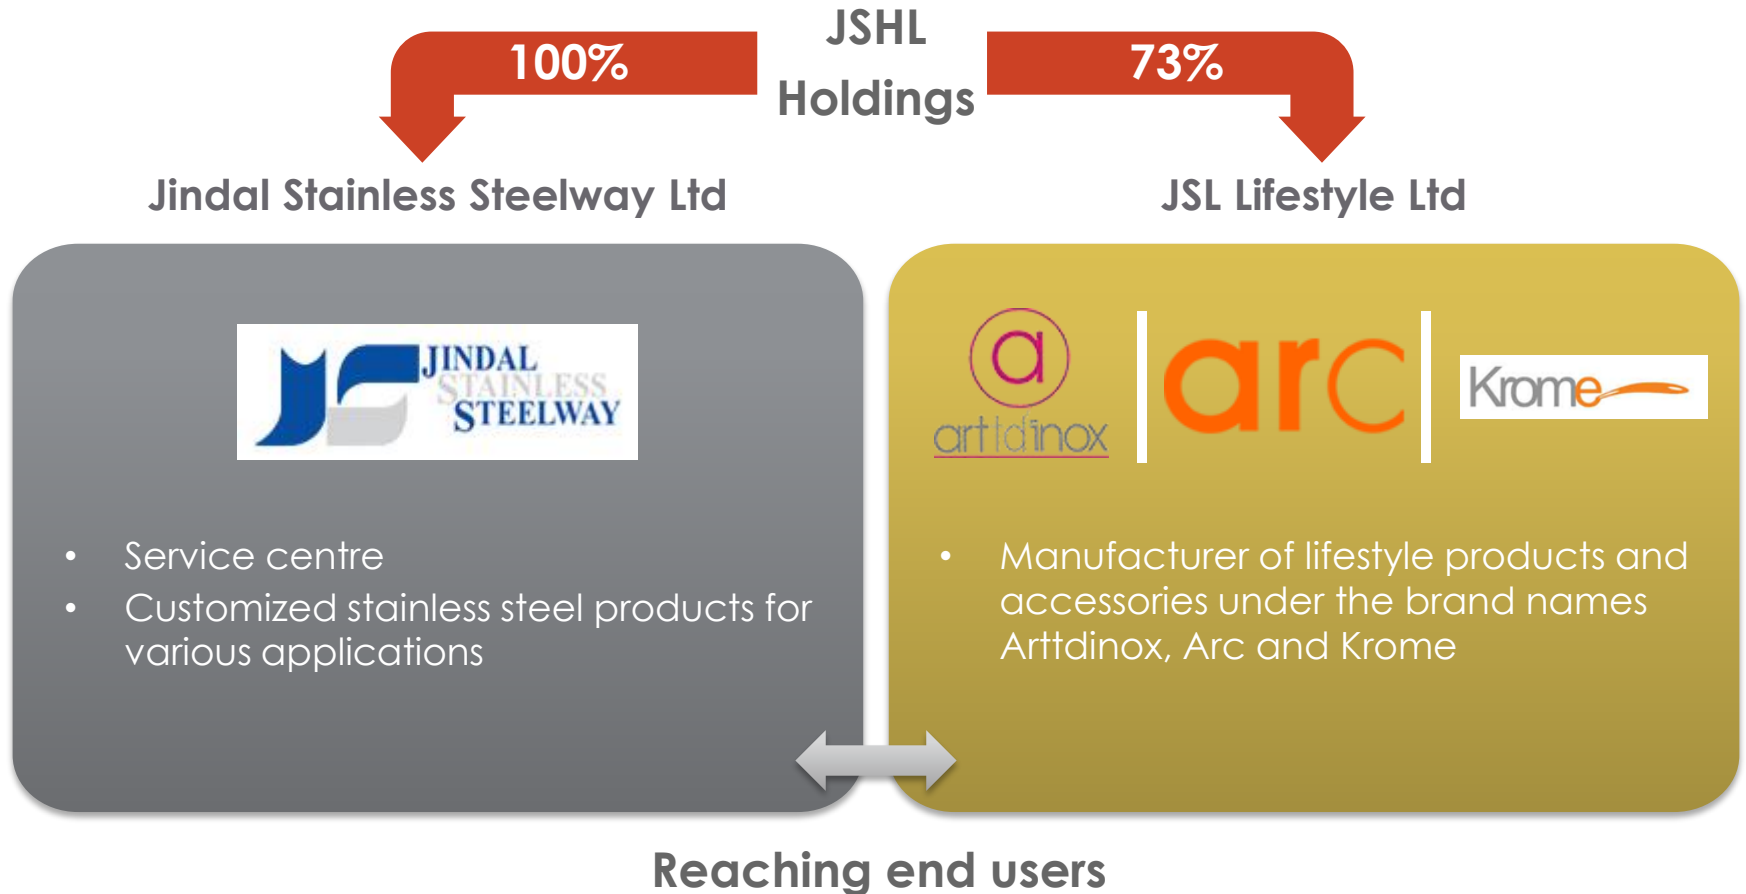 JSHL
Holdings
100%
73%
Jindal Stainless Steelway Ltd
JSL Lifestyle Ltd
JINDAL
STAINLESS
STEELWAY
a
arttdinox
arc
Krome
• Service centre
• Customized stainless steel products for
various applications
• Manufacturer of lifestyle products and
accessories under the brand names
Arttdinox, Arc and Krome
Reaching end users